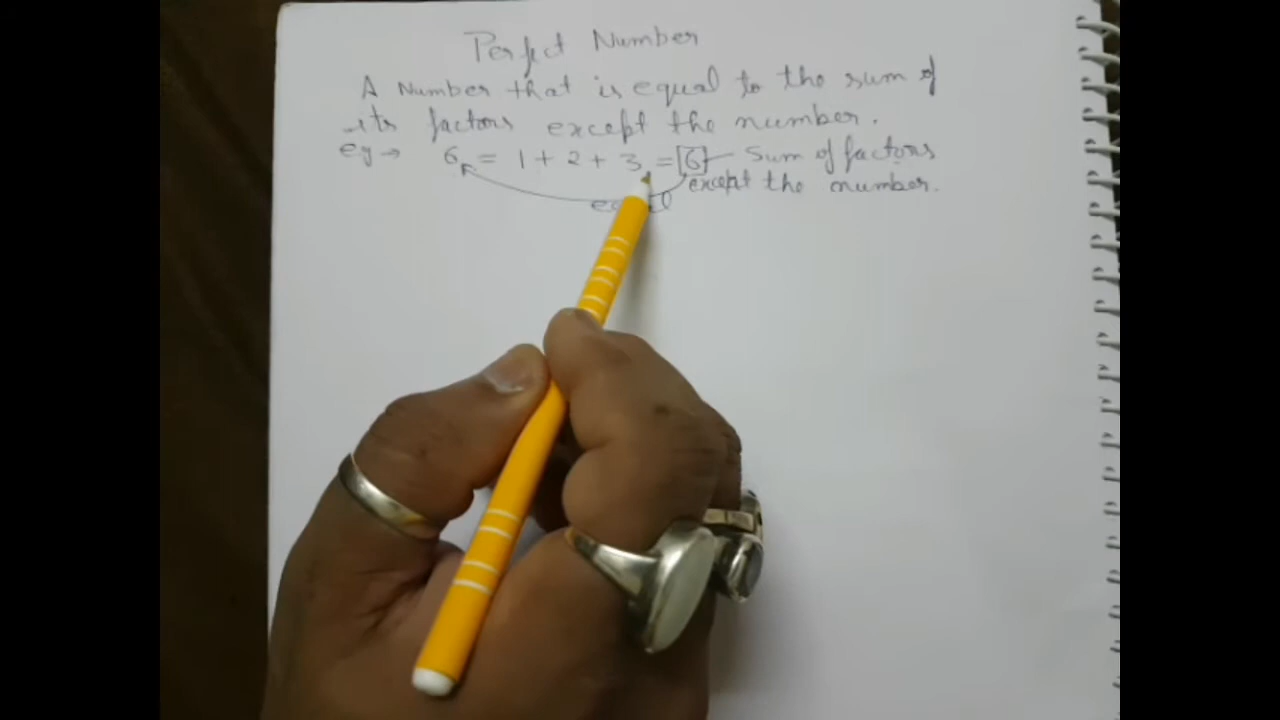 Perfect Number
A Number that is equal to the sum of
its factors except the number.
eg → 6 = 1 + 2 + 3 = 6 – Sum of factors
except the number.